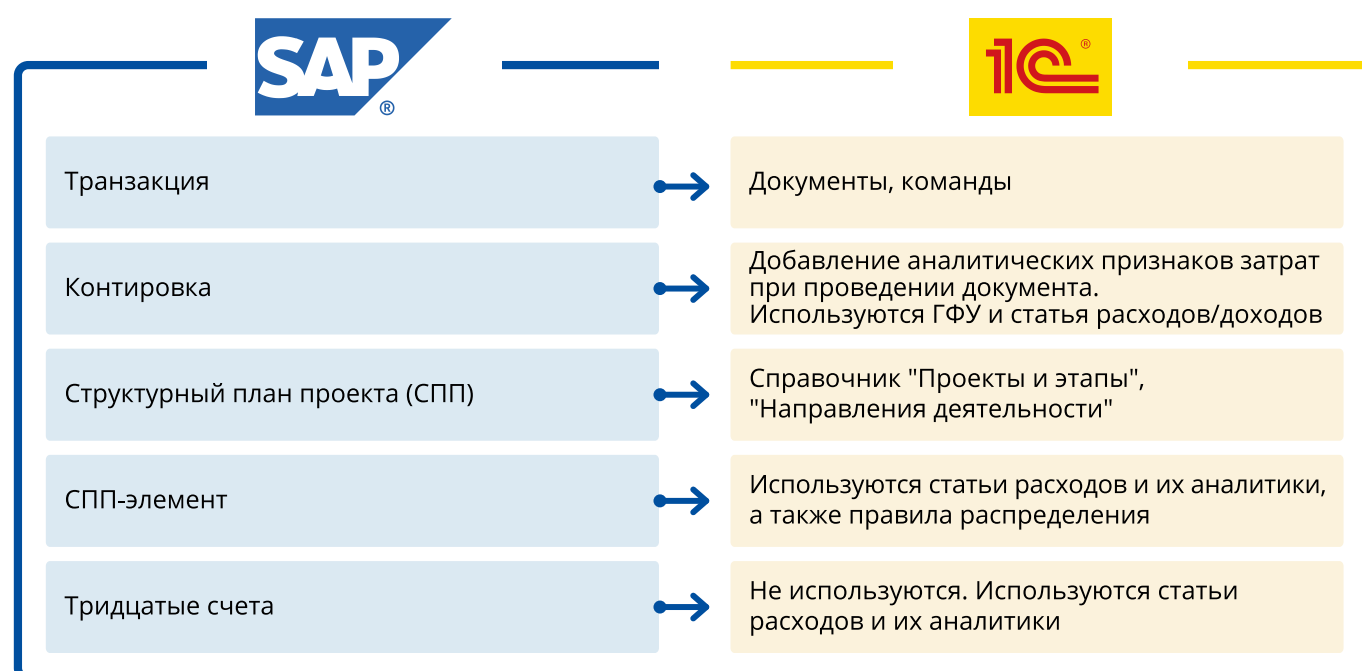 SAP ®
1С ®
Транзакция
Документы, команды
Контировка
Добавление аналитических признаков затрат
при проведении документа.
Используются ГФУ и статья расходов/доходов
Структурный план проекта (СПП)
Справочник "Проекты и этапы",
"Направления деятельности"
СПП-элемент
Используются статьи расходов и их аналитики,
а также правила распределения
Тридцатые счета
Не используются. Используются статьи
расходов и их аналитики